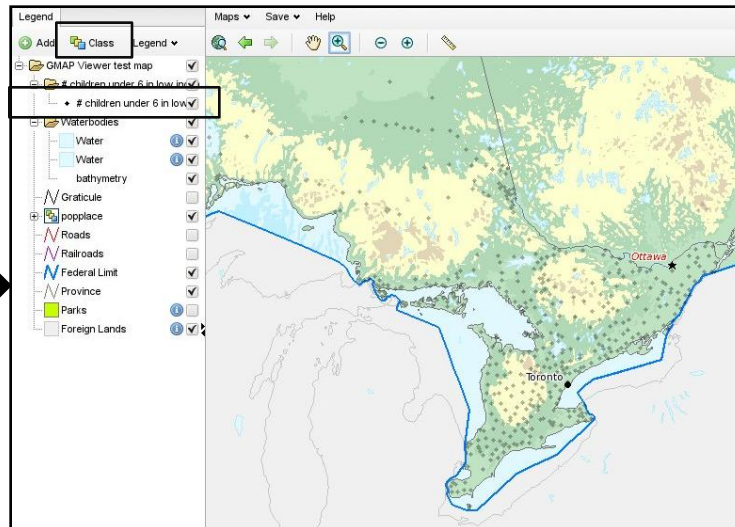 Legend Maps Save Help
Add Class Legend
GMAP Viewer test map
# children under 6 in low in
# children under 6 in low
Waterbodies
Water
Water
bathymetry
Graticule
popplace
Roads
Railroads
Federal Limit
Province
Parks
Foreign Lands
Ottawa
Toronto